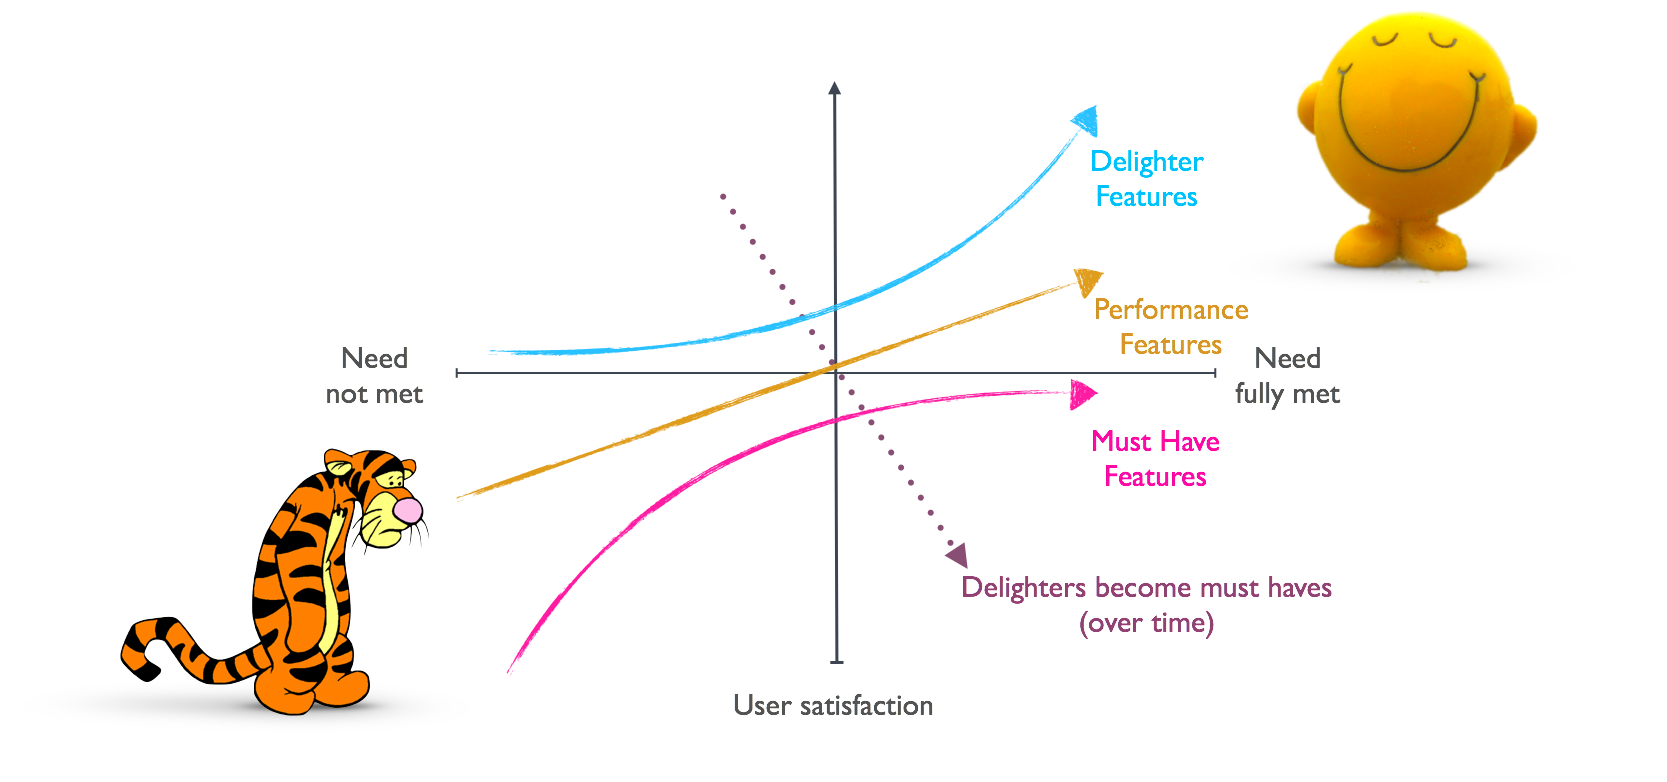 Delighter
Features
Performance
Features
Need
not met
Need
fully met
Must Have
Features
Delighters become must haves
(over time)
User satisfaction